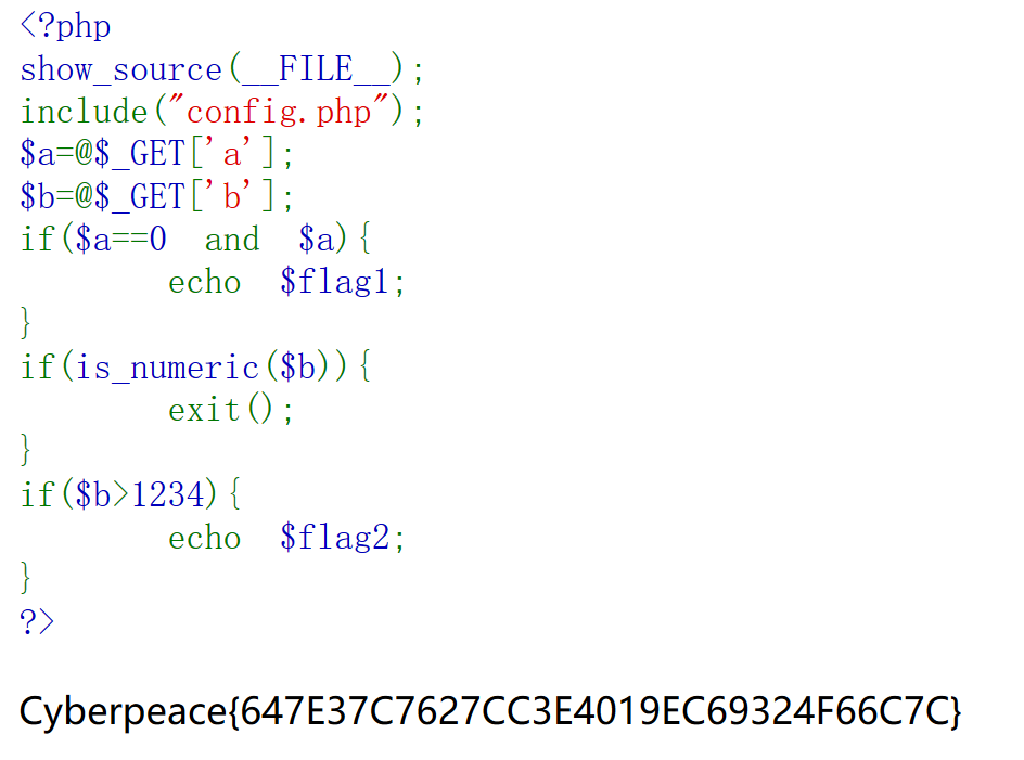 <?php
show_source(__FILE__);
include("config.php");
$a=@$_GET['a'];
$b=@$_GET['b'];
if($a==0 and $a){
echo $flag1;
}
if(is_numeric($b)){
exit();
}
if($b>1234){
echo $flag2;
}
?>
Cyberpeace{647E37C7627CC3E4019EC69324F66C7C}